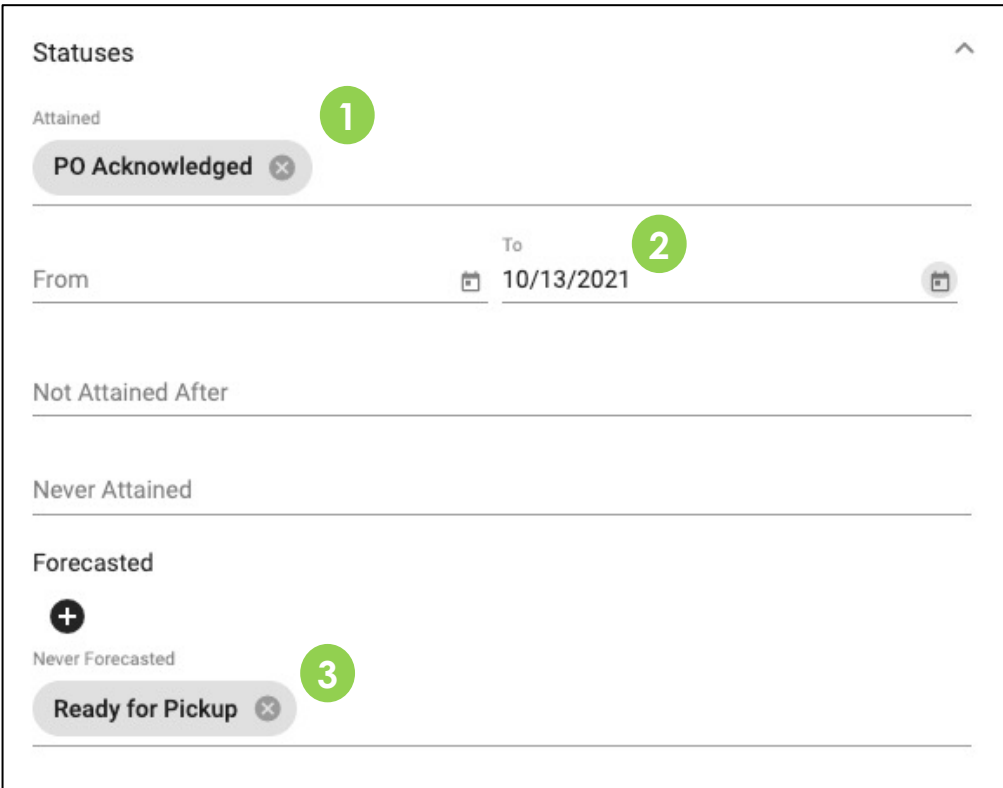 Statuses
Attained
1
PO Acknowledged
To
2
From
10/13/2021
Not Attained After
Never Attained
Forecasted
Never Forecasted
3
Ready for Pickup